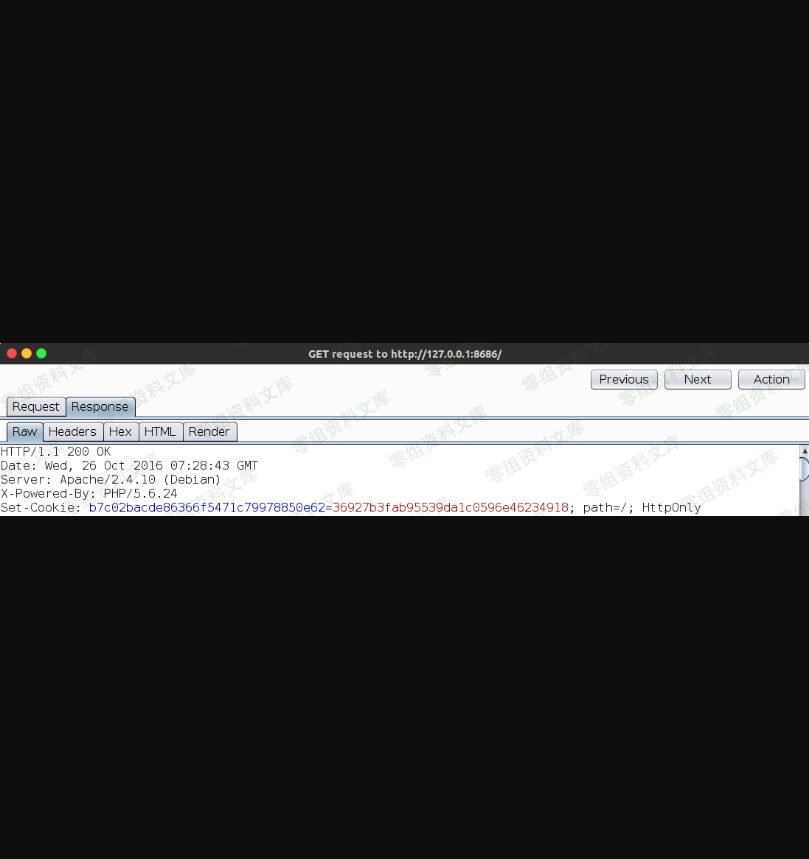 GET request to http://127.0.0.1:8686/
Previous Next Action
Request Response
Raw Headers Hex HTML Render
HTTP/1.1 200 OK
Date: Wed, 26 Oct 2016 07:28:43 GMT
Server: Apache/2.4.10 (Debian)
X-Powered-By: PHP/5.6.24
Set-Cookie: b7c02bacde86366f5471c79978850e62=36927b3fab95539da1c0596e46234918; path=/; HttpOnly
零组资料文库